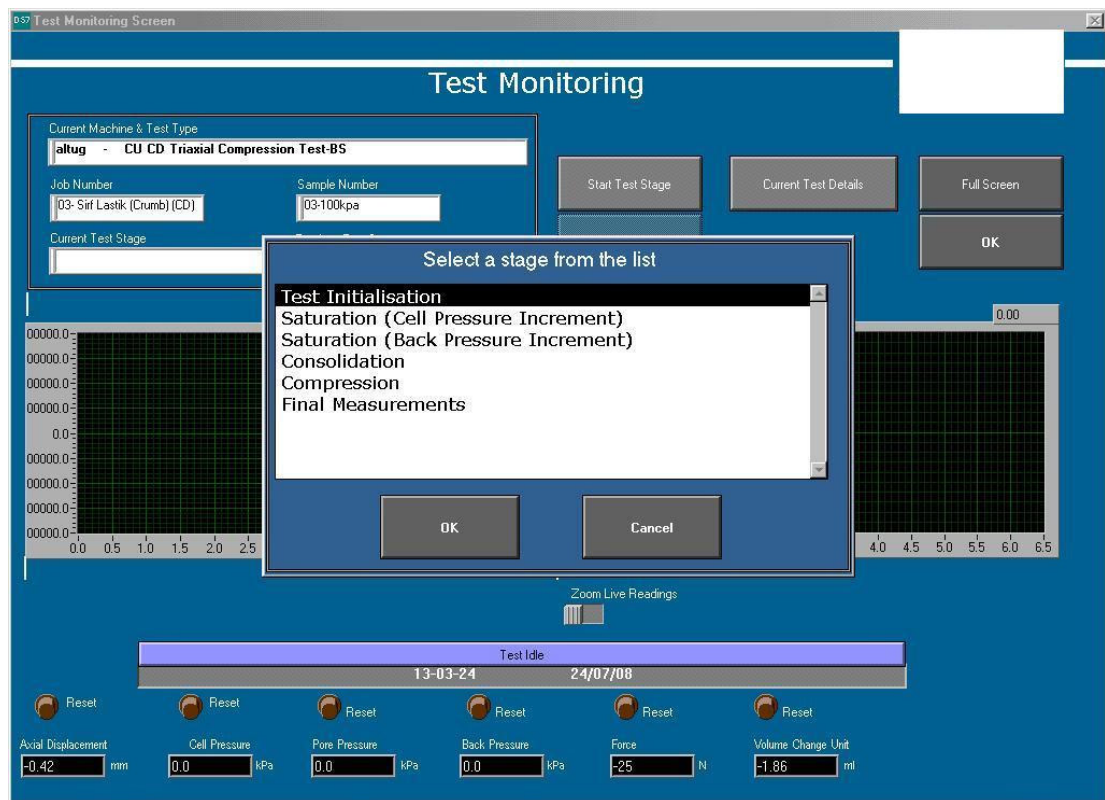 DS7 Test Monitoring Screen
Test Monitoring
Current Machine & Test Type
altug - CU CD Triaxial Compression Test-BS
Job Number Sample Number
03- Sirf Lastik (Crumb) (CD) 03-100kpa
Current Test Stage
Start Test Stage Current Test Details Full Screen
OK
Select a stage from the list
Test Initialisation
Saturation (Cell Pressure Increment)
Saturation (Back Pressure Increment)
Consolidation
Compression
Final Measurements
OK Cancel
0.00
00000.0
00000.0
00000.0
00000.0
0.0
00000.0
00000.0
00000.0
00000.0
0.0 0.5 1.0 1.5 2.0 2.5 4.0 4.5 5.0 5.5 6.0 6.5
Zoom Live Readings
Test Idle
13-03-24 24/07/08
Reset Reset Reset Reset Reset Reset
Axial Displacement Cell Pressure Pore Pressure Back Pressure Force Volume Change Unit
-0.42 mm 0.0 kPa 0.0 kPa 0.0 kPa -25 N -1.86 ml